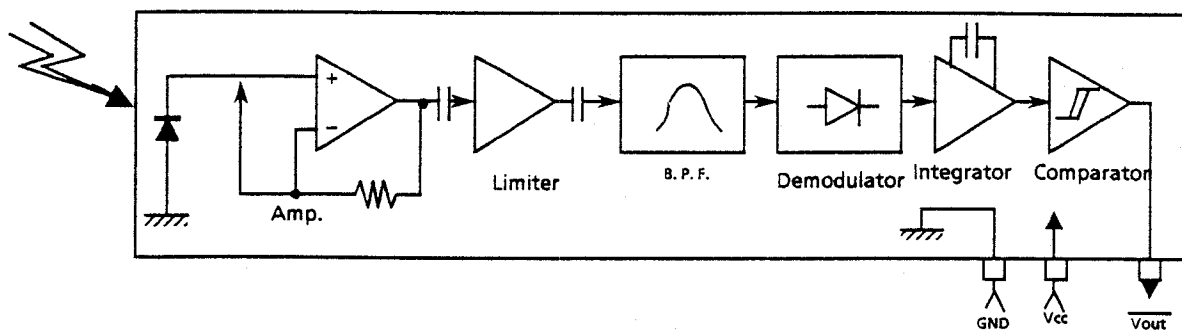 +
−
Amp.
Limiter
B. P. F.
Demodulator
Integrator
Comparator
GND
Vcc
Vout